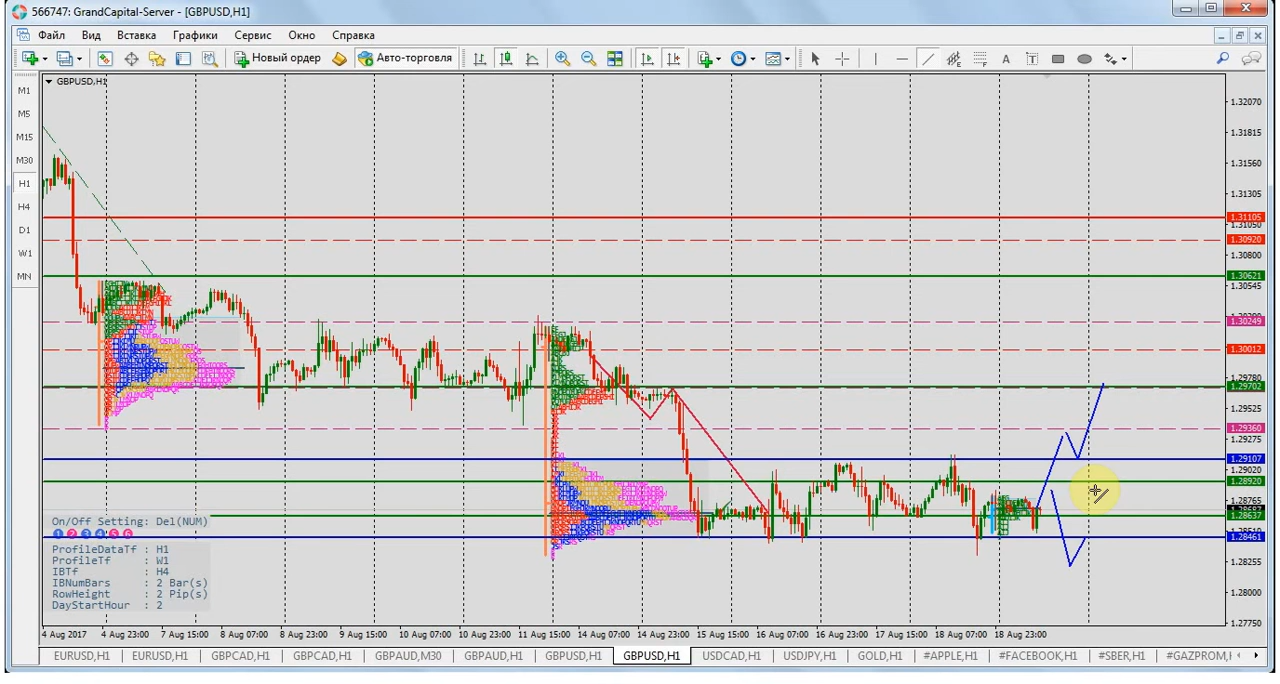 566747: GrandCapital-Server - [GBPUSD,H1]
Файл Вид Вставка Графики Сервис Окно Справка
Новый ордер Авто-торговля
M1
M5
M15
M30
H1
H4
D1
W1
MN
GBPUSD,H1
1.32070
1.31815
1.31560
1.31305
1.31105
1.31050
1.30920
1.30800
1.30621
1.30545
1.30249
1.30012
1.29780
1.29702
1.29525
1.29360
1.29275
1.29107
1.29020
1.28920
1.28765
1.28637
1.28461
1.28255
1.28000
1.27750
On/Off Setting: Del(NUM)
1 2 3 4 5 6
ProfileDataTf : H1
ProfileTf : W1
IBTf : H4
IBNumBars : 2 Bar(s)
RowHeight : 2 Pip(s)
DayStartHour : 2
4 Aug 2017 4 Aug 23:00 7 Aug 15:00 8 Aug 07:00 8 Aug 23:00 9 Aug 15:00 10 Aug 07:00 10 Aug 23:00 11 Aug 15:00 14 Aug 07:00 14 Aug 23:00 15 Aug 15:00 16 Aug 07:00 16 Aug 23:00 17 Aug 15:00 18 Aug 07:00 18 Aug 23:00
EURUSD,H1 EURUSD,H1 GBPCAD,H1 GBPCAD,H1 GBPAUD,M30 GBPAUD,H1 GBPUSD,H1 GBPUSD,H1 USDCAD,H1 USDJPY,H1 GOLD,H1 #APPLE,H1 #FACEBOOK,H1 #SBER,H1 #GAZPROM,